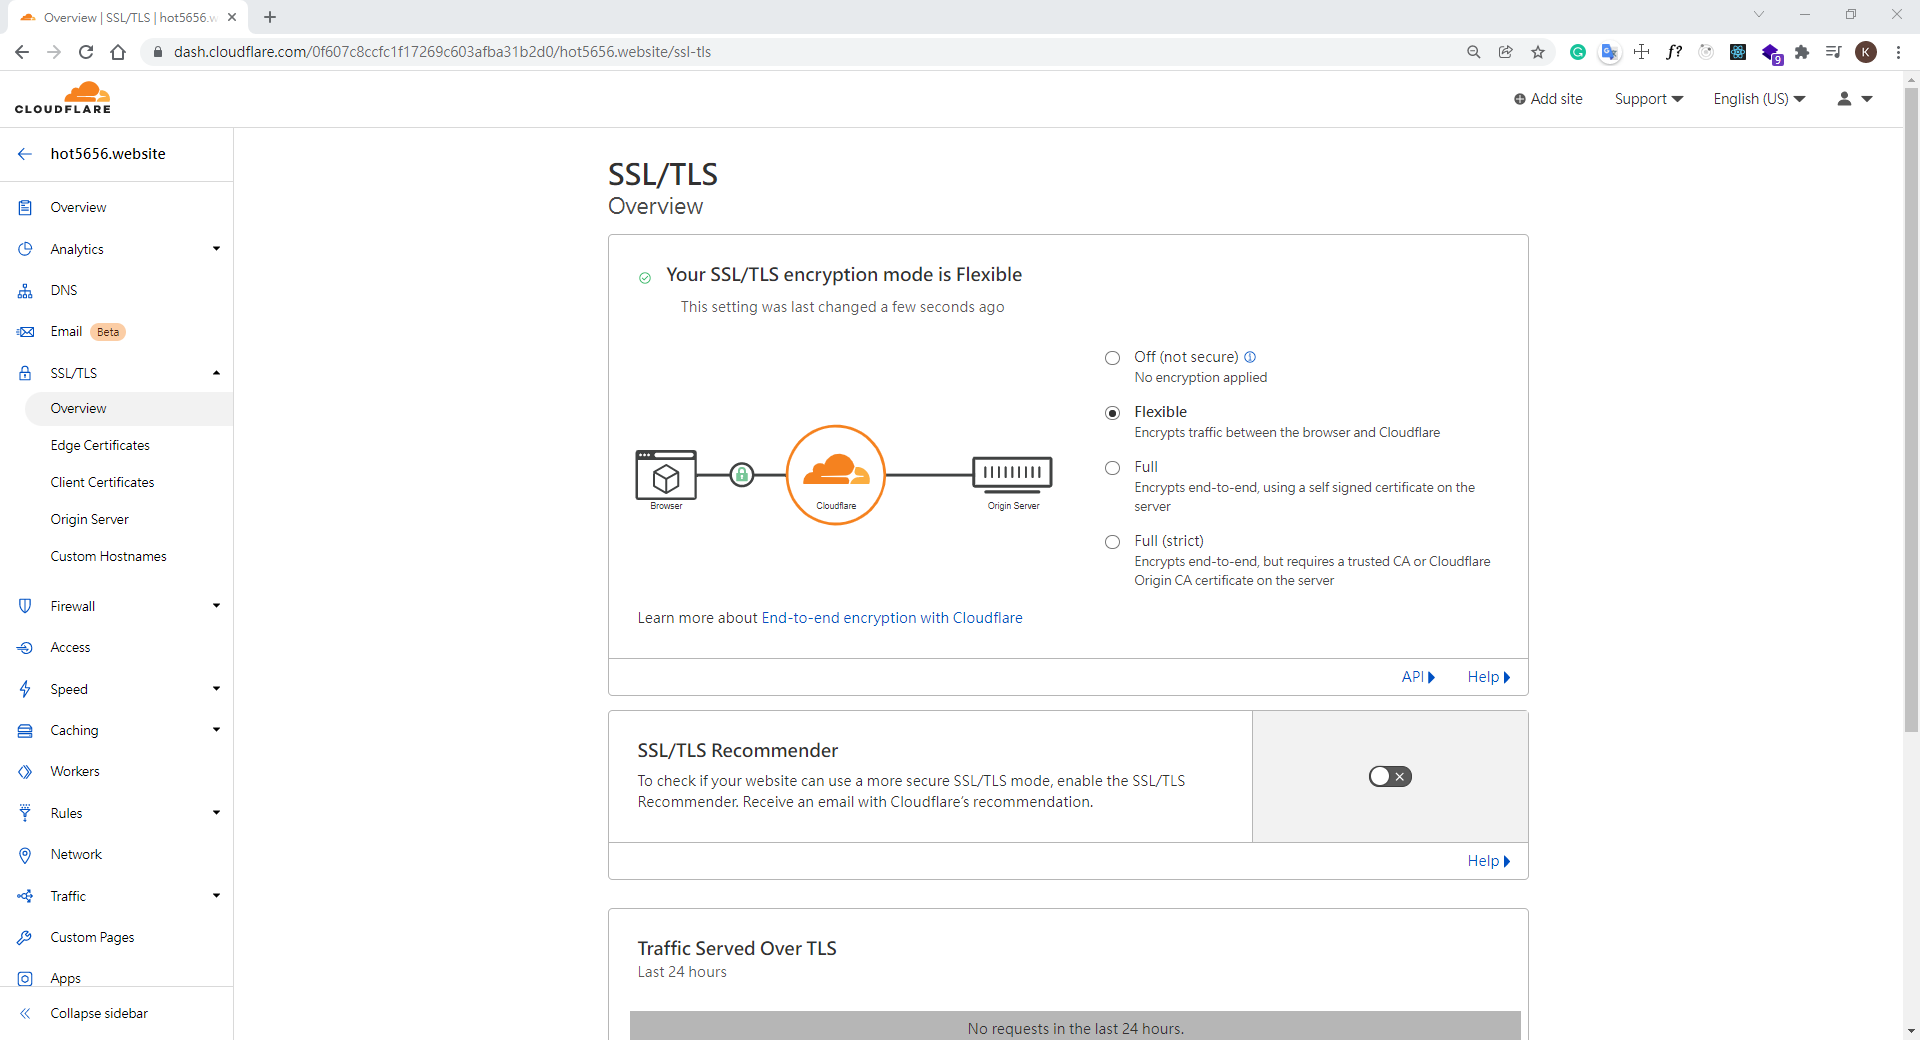 Overview | SSL/TLS | hot5656.w
dash.cloudflare.com/0f607c8ccfc1f17269c603afba31b2d0/hot5656.website/ssl-tls
f?
9
K
CLOUDFLARE
Add site
Support
English (US)
hot5656.website
Overview
Analytics
DNS
Email Beta
SSL/TLS
Overview
Edge Certificates
Client Certificates
Origin Server
Custom Hostnames
Firewall
Access
Speed
Caching
Workers
Rules
Network
Traffic
Custom Pages
Apps
Collapse sidebar
SSL/TLS
Overview
Your SSL/TLS encryption mode is Flexible
This setting was last changed a few seconds ago
Browser
Cloudflare
Origin Server
Off (not secure)
No encryption applied
Flexible
Encrypts traffic between the browser and Cloudflare
Full
Encrypts end-to-end, using a self signed certificate on the
server
Full (strict)
Encrypts end-to-end, but requires a trusted CA or Cloudflare
Origin CA certificate on the server
Learn more about End-to-end encryption with Cloudflare
API
Help
SSL/TLS Recommender
To check if your website can use a more secure SSL/TLS mode, enable the SSL/TLS
Recommender. Receive an email with Cloudflare's recommendation.
Help
Traffic Served Over TLS
Last 24 hours
No requests in the last 24 hours.